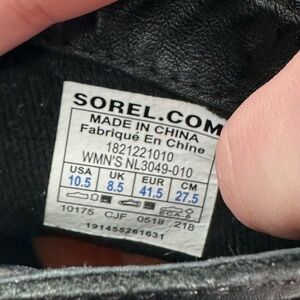 SOREL.COM
MADE IN CHINA
Fabriqué En Chine
1821221010
WMN'S NL3049-010
USA UK EUR CM
10.5 8.5 41.5 27.5
10175 CJF 0518 218
191455261631